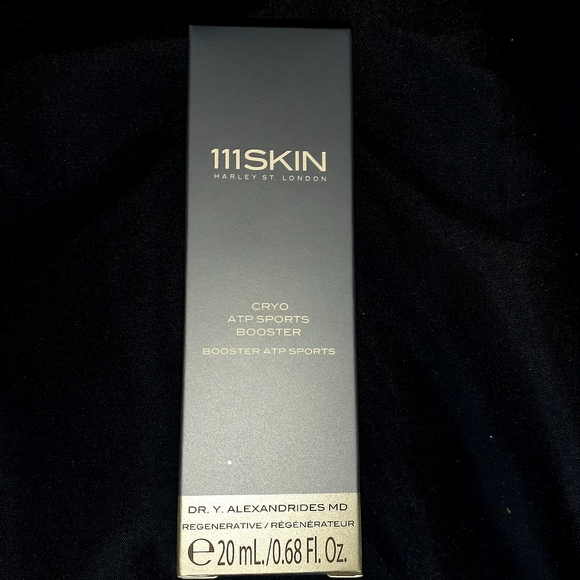 111SKIN
HARLEY ST. LONDON
CRYO
ATP SPORTS
BOOSTER
BOOSTER ATP SPORTS
DR. Y. ALEXANDRIDES MD
REGENERATIVE / RÉGÉNÉRATEUR
℮ 20 mL./0.68 Fl. Oz.